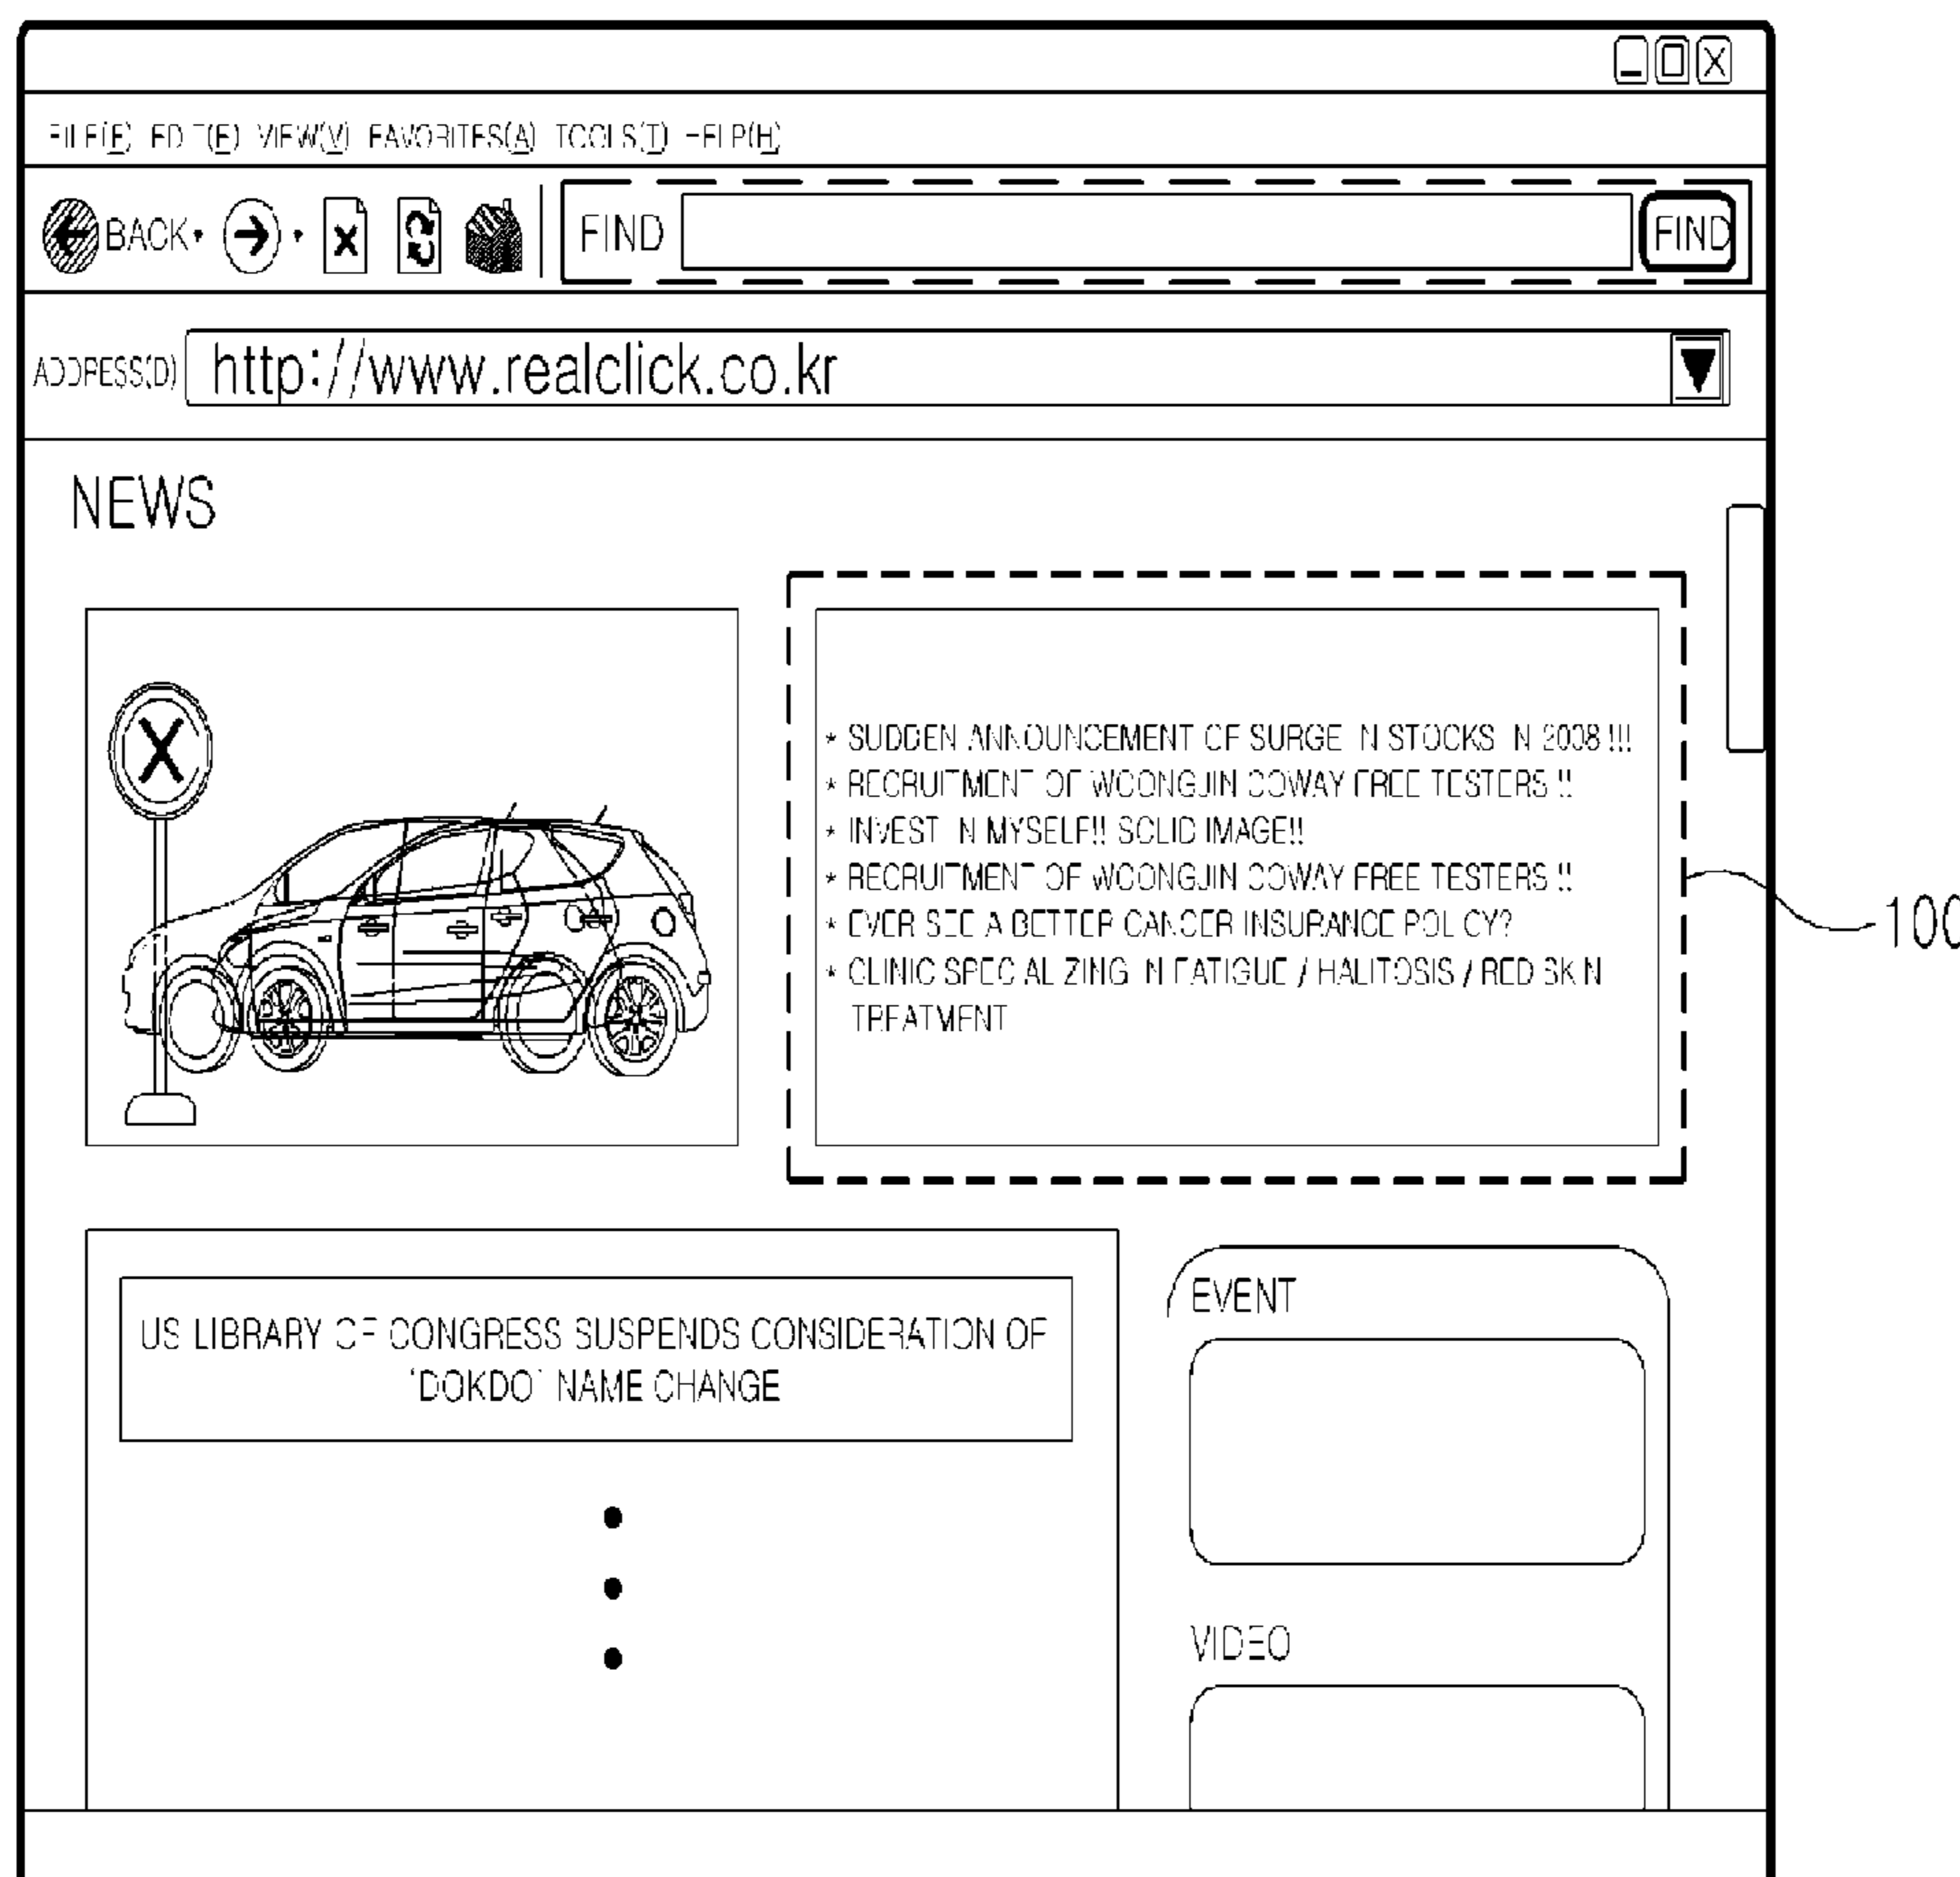 FILE(F) EDIT(E) VIEW(V) FAVORITES(A) TOOLS(T) HELP(H)
BACK FIND FIND
ADDRESS(D) http://www.realclick.co.kr
NEWS
* SUDDEN ANNOUNCEMENT OF SURGE IN STOCKS IN 2008 !!!
* RECRUITMENT OF WOONGJIN COWAY FREE TESTERS !!
* INVEST IN MYSELF!! SOLID IMAGE!!
* RECRUITMENT OF WOONGJIN COWAY FREE TESTERS !!
* EVER SEE A BETTER CANCER INSURANCE POLICY?
* CLINIC SPECIALIZING IN FATIGUE / HALITOSIS / RED SKIN
TREATMENT
100
US LIBRARY OF CONGRESS SUSPENDS CONSIDERATION OF
'DOKDO' NAME CHANGE
EVENT
VIDEO